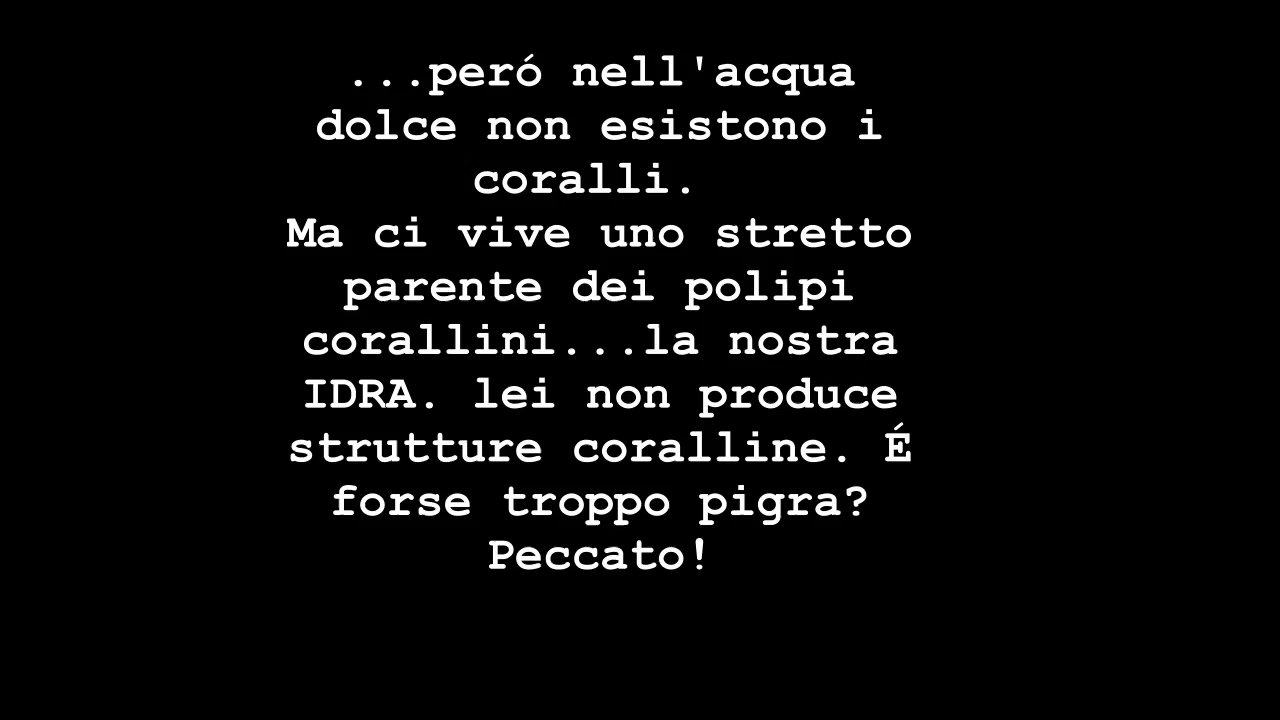 ...peró nell'acqua
dolce non esistono i
coralli.
Ma ci vive uno stretto
parente dei polipi
corallini...la nostra
IDRA. lei non produce
strutture coralline. É
forse troppo pigra?
Peccato!